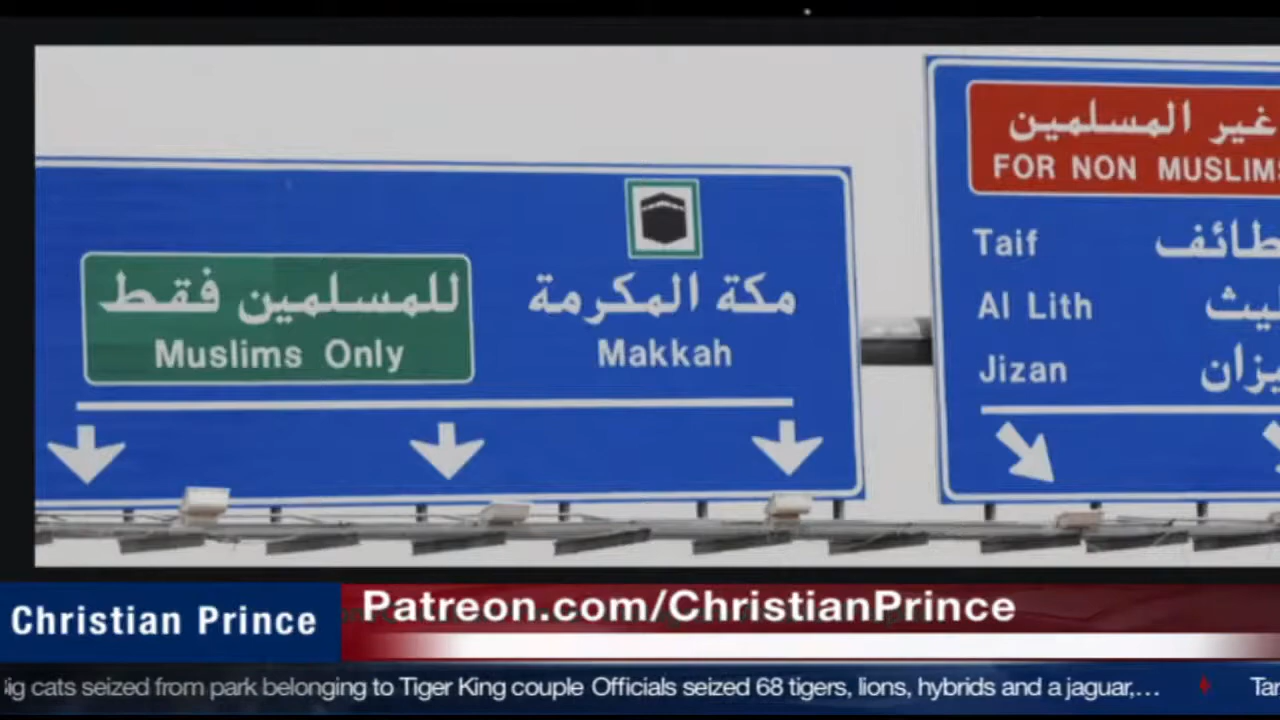 للمسلمين فقط
Muslims Only
مكة المكرمة
Makkah
غير المسلمين
FOR NON MUSLIMS
Taif
Al Lith
Jizan
Christian Prince
Patreon.com/ChristianPrince
cats seized from park belonging to Tiger King couple Officials seized 68 tigers, lions, hybrids and a jaguar,…